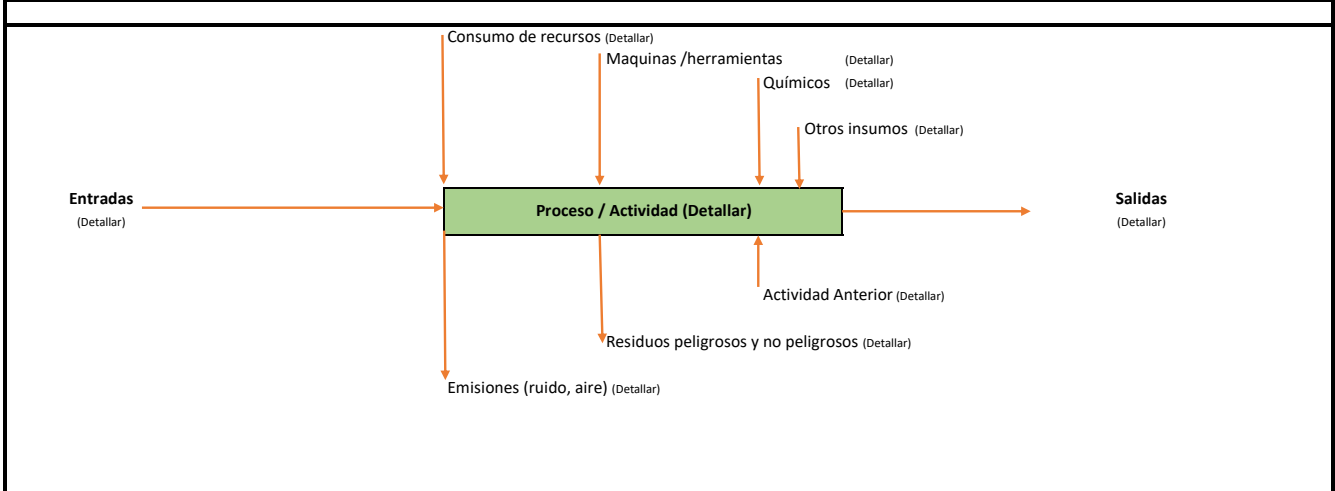 Consumo de recursos (Detallar)
Maquinas /herramientas (Detallar)
Químicos (Detallar)
Otros insumos (Detallar)
Entradas
(Detallar)
Proceso / Actividad (Detallar)
Salidas
(Detallar)
Actividad Anterior (Detallar)
Residuos peligrosos y no peligrosos (Detallar)
Emisiones (ruido, aire) (Detallar)